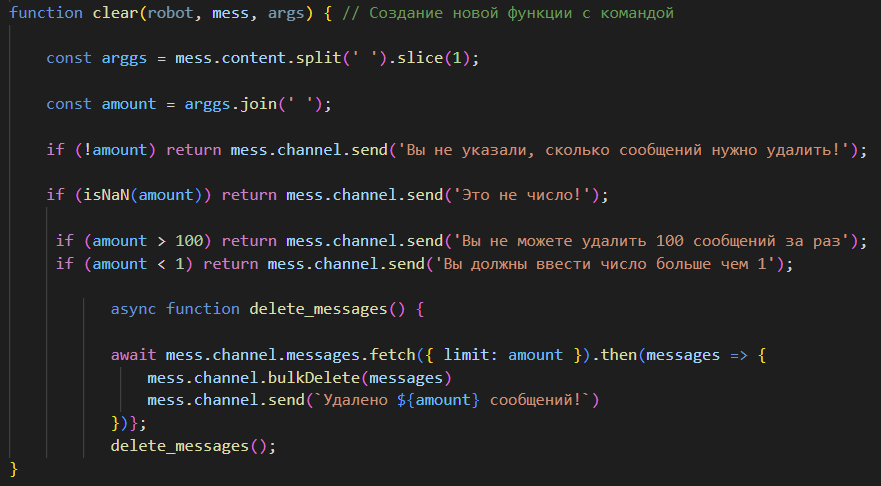 function clear(robot, mess, args) { // Создание новой функции с командой
const arggs = mess.content.split(' ').slice(1);
const amount = arggs.join(' ');
if (!amount) return mess.channel.send('Вы не указали, сколько сообщений нужно удалить!');
if (isNaN(amount)) return mess.channel.send('Это не число!');
if (amount > 100) return mess.channel.send('Вы не можете удалить 100 сообщений за раз');
if (amount < 1) return mess.channel.send('Вы должны ввести число больше чем 1');
async function delete_messages() {
await mess.channel.messages.fetch({ limit: amount }).then(messages => {
mess.channel.bulkDelete(messages)
mess.channel.send(`Удалено ${amount} сообщений!`)
})};
delete_messages();
}